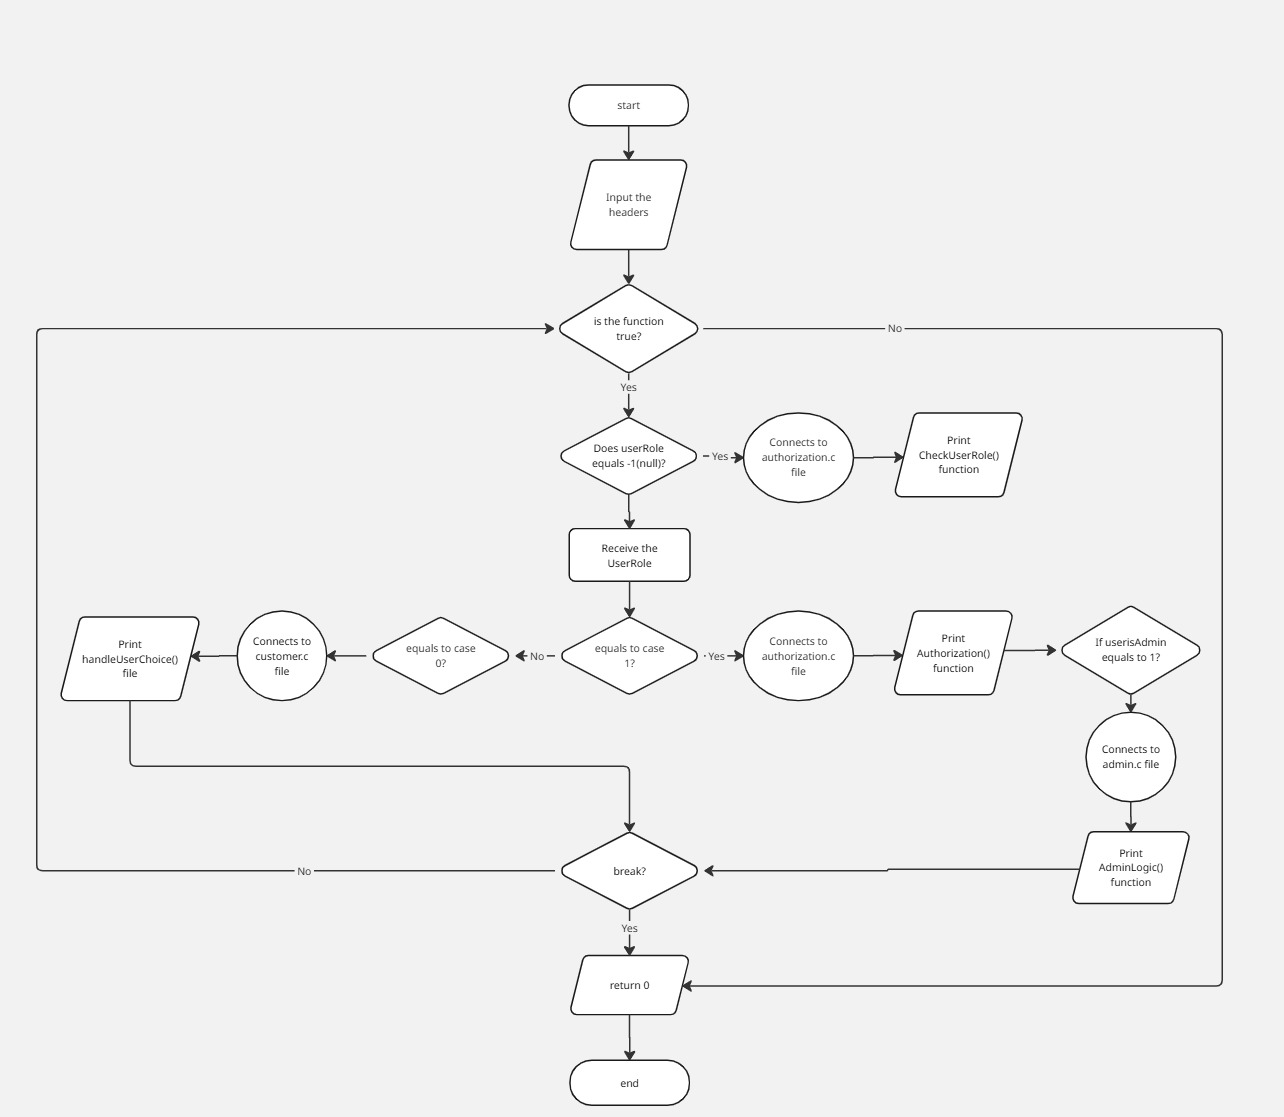 start
Input the
headers
is the function
true?
No
Yes
Does userRole
equals -1(null)?
Yes
Connects to
authorization.c
file
Print
CheckUserRole()
function
Receive the
UserRole
Print
handleUserChoice()
file
Connects to
customer.c
file
equals to case
0?
No
equals to case
1?
Yes
Connects to
authorization.c
file
Print
Authorization()
function
If userisAdmin
equals to 1?
Connects to
admin.c file
Print
AdminLogic()
function
No
break?
Yes
return 0
end